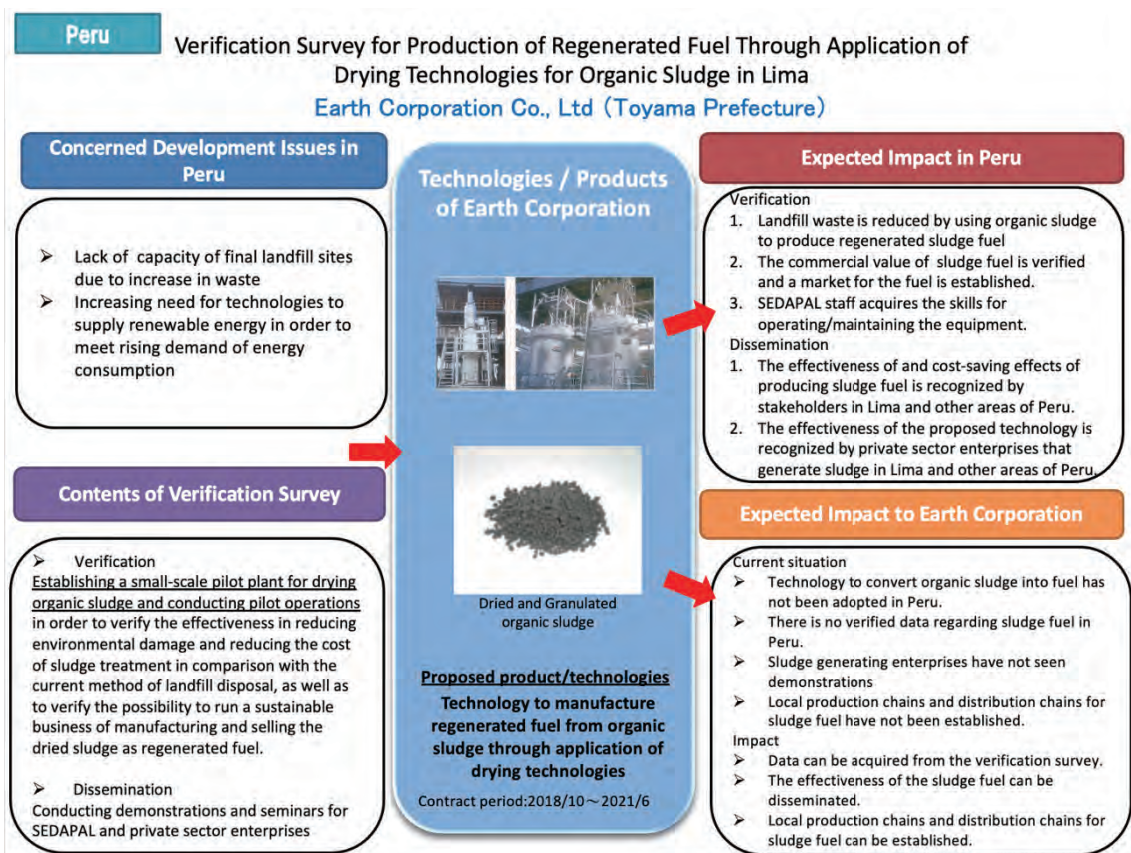 Peru
Verification Survey for Production of Regenerated Fuel Through Application of
Drying Technologies for Organic Sludge in Lima
Earth Corporation Co., Ltd (Toyama Prefecture)
Concerned Development Issues in
Peru
➢ Lack of capacity of final landfill sites
due to increase in waste
➢ Increasing need for technologies to
supply renewable energy in order to
meet rising demand of energy
consumption
Contents of Verification Survey
➢ Verification
Establishing a small-scale pilot plant for drying
organic sludge and conducting pilot operations
in order to verify the effectiveness in reducing
environmental damage and reducing the cost
of sludge treatment in comparison with the
current method of landfill disposal, as well as
to verify the possibility to run a sustainable
business of manufacturing and selling the
dried sludge as regenerated fuel.
➢ Dissemination
Conducting demonstrations and seminars for
SEDAPAL and private sector enterprises
Technologies / Products
of Earth Corporation
Dried and Granulated
organic sludge
Proposed product/technologies
Technology to manufacture
regenerated fuel from organic
sludge through application of
drying technologies
Contract period:2018/10～2021/6
Expected Impact in Peru
Verification
1. Landfill waste is reduced by using organic sludge
to produce regenerated sludge fuel
2. The commercial value of sludge fuel is verified
and a market for the fuel is established.
3. SEDAPAL staff acquires the skills for
operating/maintaining the equipment.
Dissemination
1. The effectiveness of and cost-saving effects of
producing sludge fuel is recognized by
stakeholders in Lima and other areas of Peru.
2. The effectiveness of the proposed technology is
recognized by private sector enterprises that
generate sludge in Lima and other areas of Peru.
Expected Impact to Earth Corporation
Current situation
➢ Technology to convert organic sludge into fuel has
not been adopted in Peru.
➢ There is no verified data regarding sludge fuel in
Peru.
➢ Sludge generating enterprises have not seen
demonstrations
➢ Local production chains and distribution chains for
sludge fuel have not been established.
Impact
➢ Data can be acquired from the verification survey.
➢ The effectiveness of the sludge fuel can be
disseminated.
➢ Local production chains and distribution chains for
sludge fuel can be established.